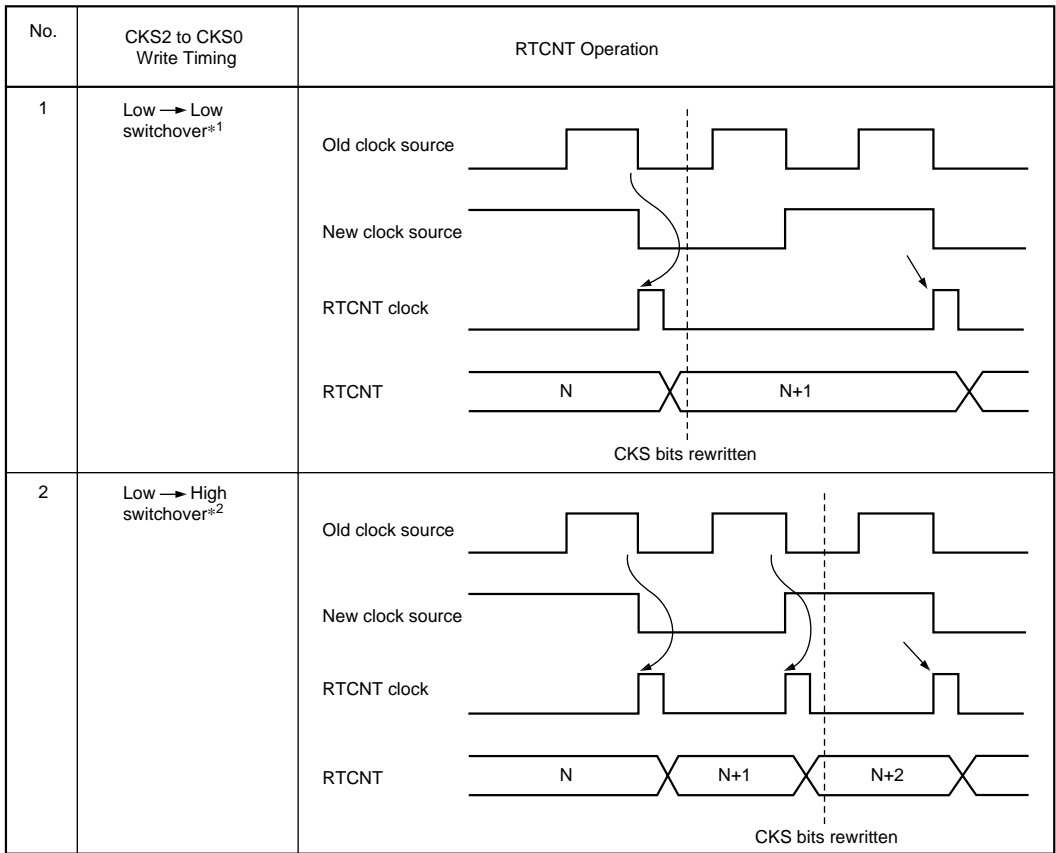 No.
CKS2 to CKS0
Write Timing
RTCNT Operation
1
Low → Low
switchover*1
Old clock source
New clock source
RTCNT clock
RTCNT
N
N+1
CKS bits rewritten
2
Low → High
switchover*2
Old clock source
New clock source
RTCNT clock
RTCNT
N
N+1
N+2
CKS bits rewritten